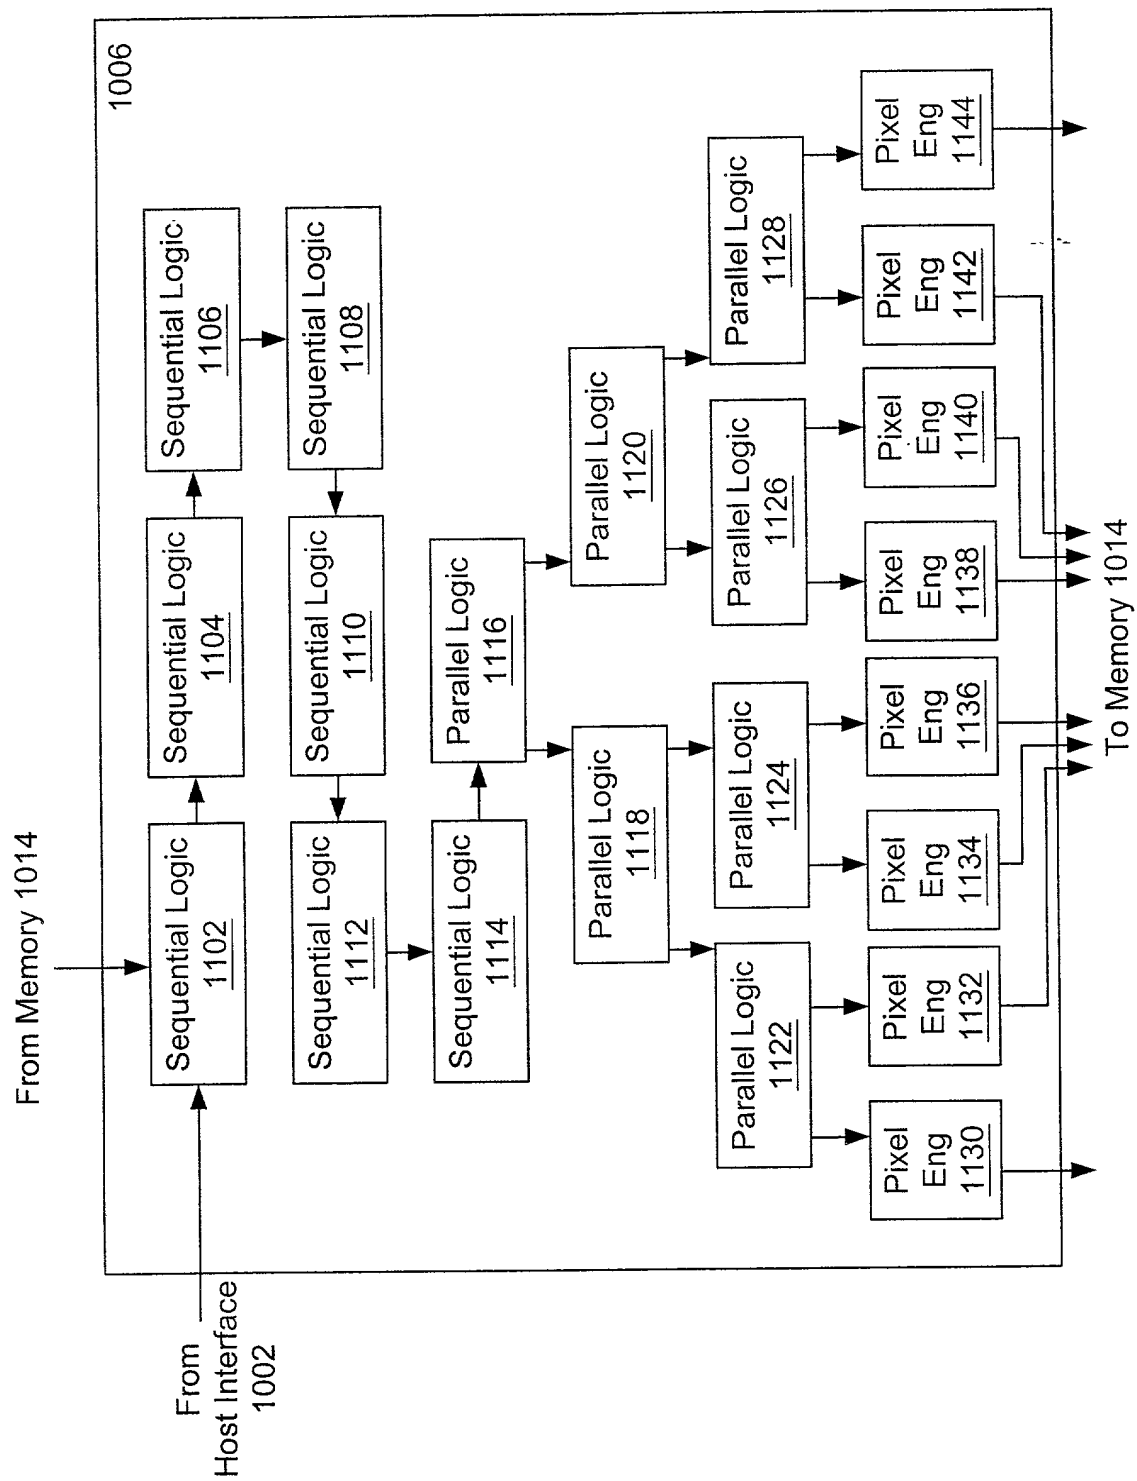 1006
From Memory 1014
From
Host Interface
1002
Sequential Logic
1102
Sequential Logic
1104
Sequential Logic
1106
Sequential Logic
1108
Sequential Logic
1110
Sequential Logic
1112
Sequential Logic
1114
Parallel Logic
1116
Parallel Logic
1118
Parallel Logic
1120
Parallel Logic
1122
Parallel Logic
1124
Parallel Logic
1126
Parallel Logic
1128
Pixel
Eng
1130
Pixel
Eng
1132
Pixel
Eng
1134
Pixel
Eng
1136
Pixel
Eng
1138
Pixel
Eng
1140
Pixel
Eng
1142
Pixel
Eng
1144
To Memory 1014